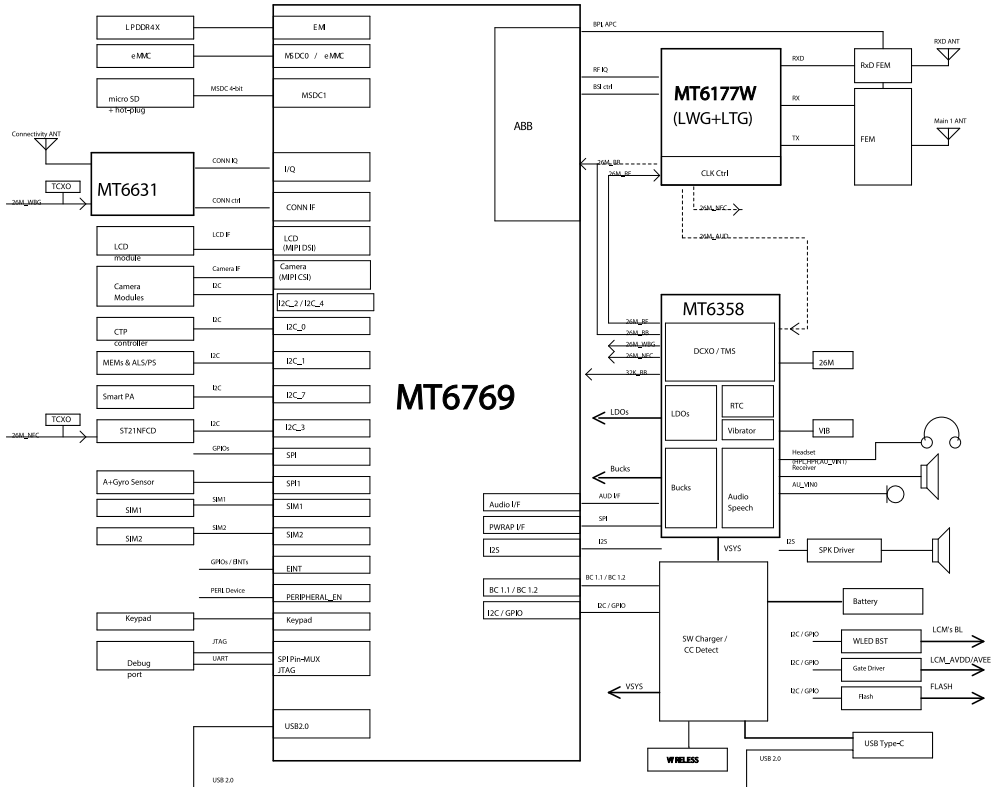 LPDDR4X
EMI
eMMC
MSDC0 / eMMC
micro SD
+ hot-plug
MSDC 4-bit
MSDC1
Connectivity ANT
TCXO
26M_WBG
MT6631
CONN IQ
I/Q
CONN ctrl
CONN IF
LCD
module
LCD IF
LCD
(MIPI DSI)
Camera
Modules
Camera IF
I2C
Camera
(MIPI CSI)
I2C_2 / I2C_4
CTP
controller
I2C
I2C_0
MEMs & ALS/PS
I2C
I2C_1
Smart PA
I2C
I2C_7
TCXO
26M_NFC
ST21NFCD
I2C
I2C_3
GPIOs
SPI
A+Gyro Sensor
SPI1
SIM1
SIM1
SIM1
SIM2
SIM2
SIM2
GPIOs / EINTs
EINT
PERI Device
PERIPHERAL_EN
Keypad
Keypad
Debug
port
JTAG
UART
SPI Pin-MUX
JTAG
USB2.0
USB 2.0
MT6769
ABB
BPI, APC
RF IQ
BSI ctrl
MT6177W
(LWG+LTG)
CLK Ctrl
RXD
RX
TX
RxD FEM
FEM
RXD ANT
Main 1 ANT
26M_BB
26M_RF
26M_NFC
26M_AUD
MT6358
DCXO / TMS
26M_RF
26M_BB
26M_WBG
26M_NFC
32K_BB
26M
LDOs
LDOs
RTC
Vibrator
VIB
Bucks
Bucks
Audio
Speech
Headset
(HPL,HPR,AU_VIN1)
Receiver
AU_VIN0
Audio I/F
AUD I/F
PWRAP I/F
SPI
I2S
I2S
VSYS
I2S
SPK Driver
BC 1.1 / BC 1.2
BC 1.1 / BC 1.2
I2C / GPIO
I2C / GPIO
SW Charger /
CC Detect
Battery
I2C / GPIO
WLED BST
LCM's BL
I2C / GPIO
Gate Driver
LCM_AVDD/AVEE
I2C / GPIO
Flash
FLASH
VSYS
WIRELESS
USB Type-C
USB 2.0